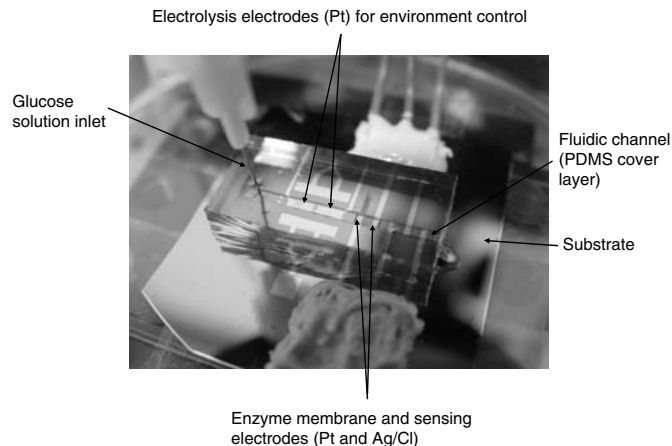 Electrolysis electrodes (Pt) for environment control
Glucose
solution inlet
Fluidic channel
(PDMS cover
layer)
Substrate
Enzyme membrane and sensing
electrodes (Pt and Ag/Cl)